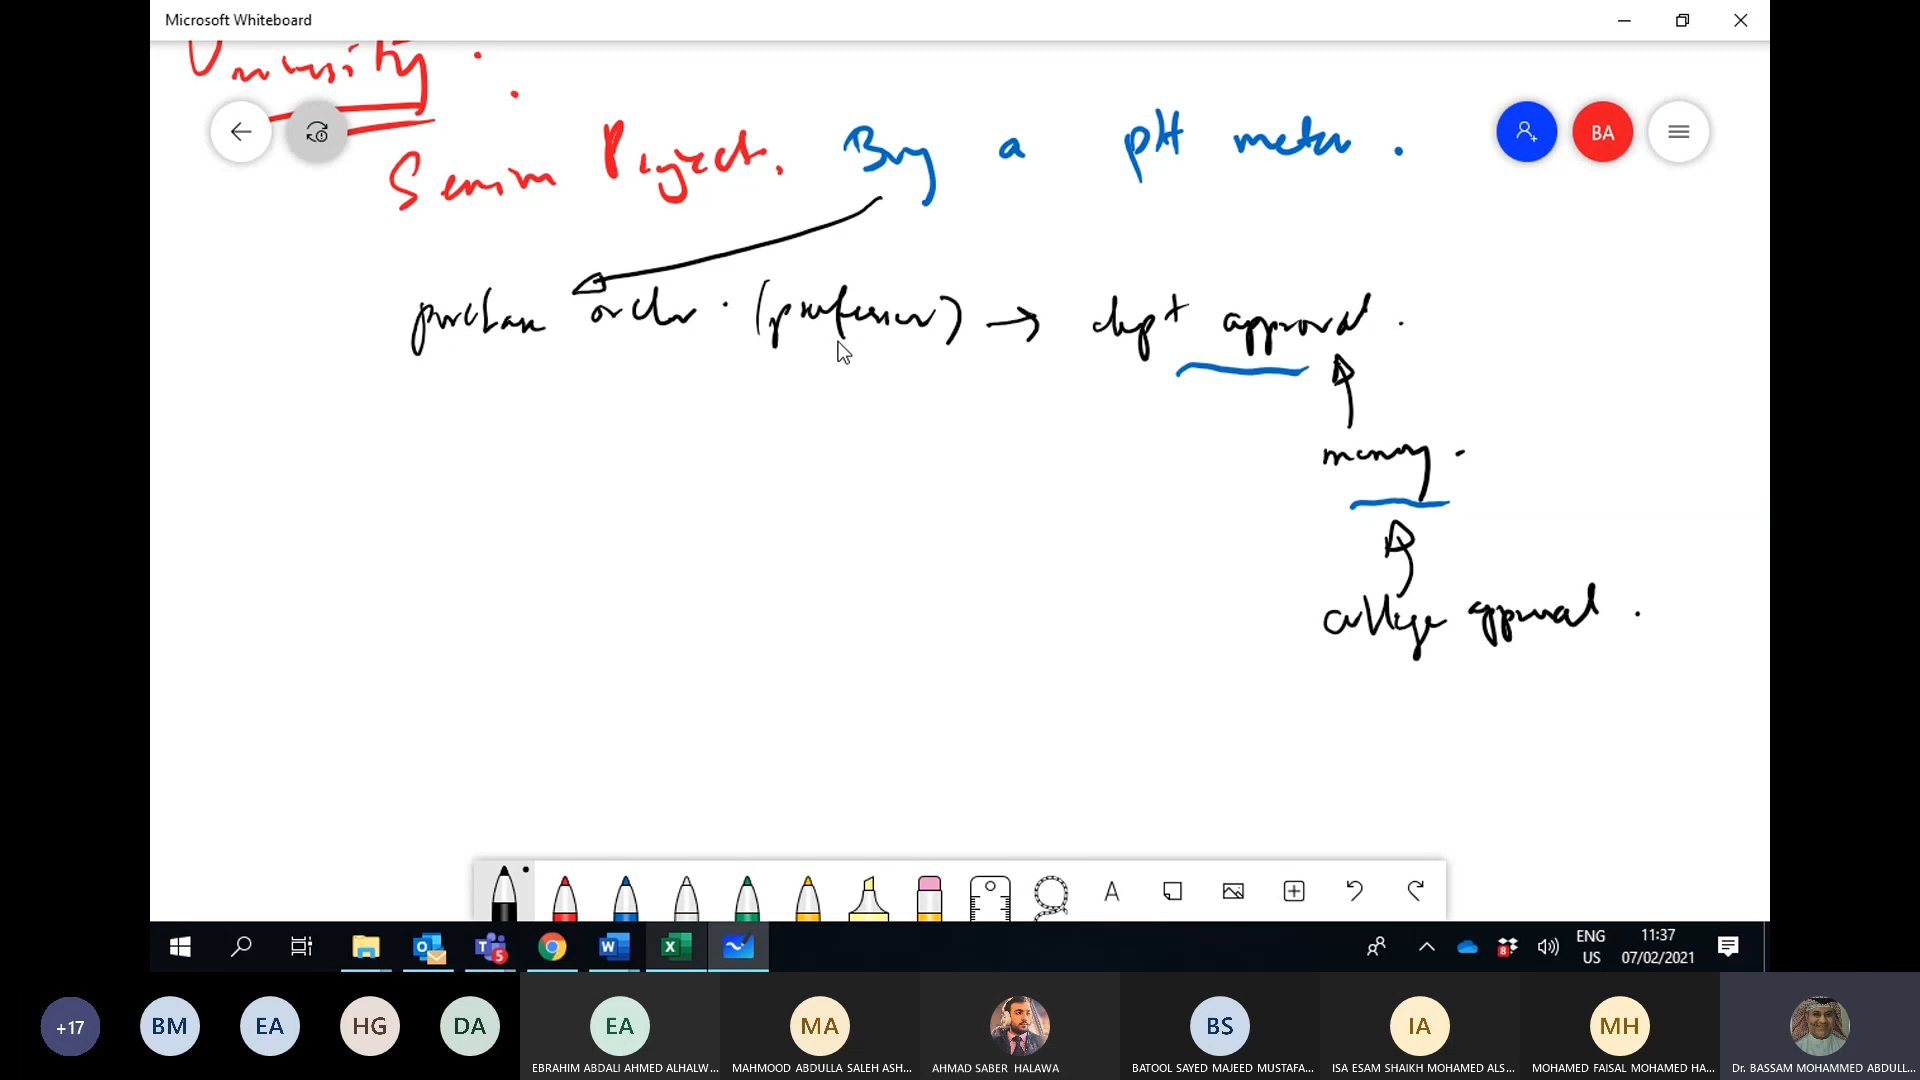 Microsoft Whiteboard
University.
Senior Project. Buy a pH meter.
BA
purchase order. (professor) → dept approval.
money.
college approval.
A
5
8
ENG
US
11:37
07/02/2021
+17
BM
EA
HG
DA
EA
MA
BS
IA
MH
EBRAHIM ABDALI AHMED ALHALW...
MAHMOOD ABDULLA SALEH ASH...
AHMAD SABER HALAWA
BATOOL SAYED MAJEED MUSTAFA...
ISA ESAM SHAIKH MOHAMED ALS...
MOHAMED FAISAL MOHAMED HA...
Dr. BASSAM MOHAMMED ABDULL...